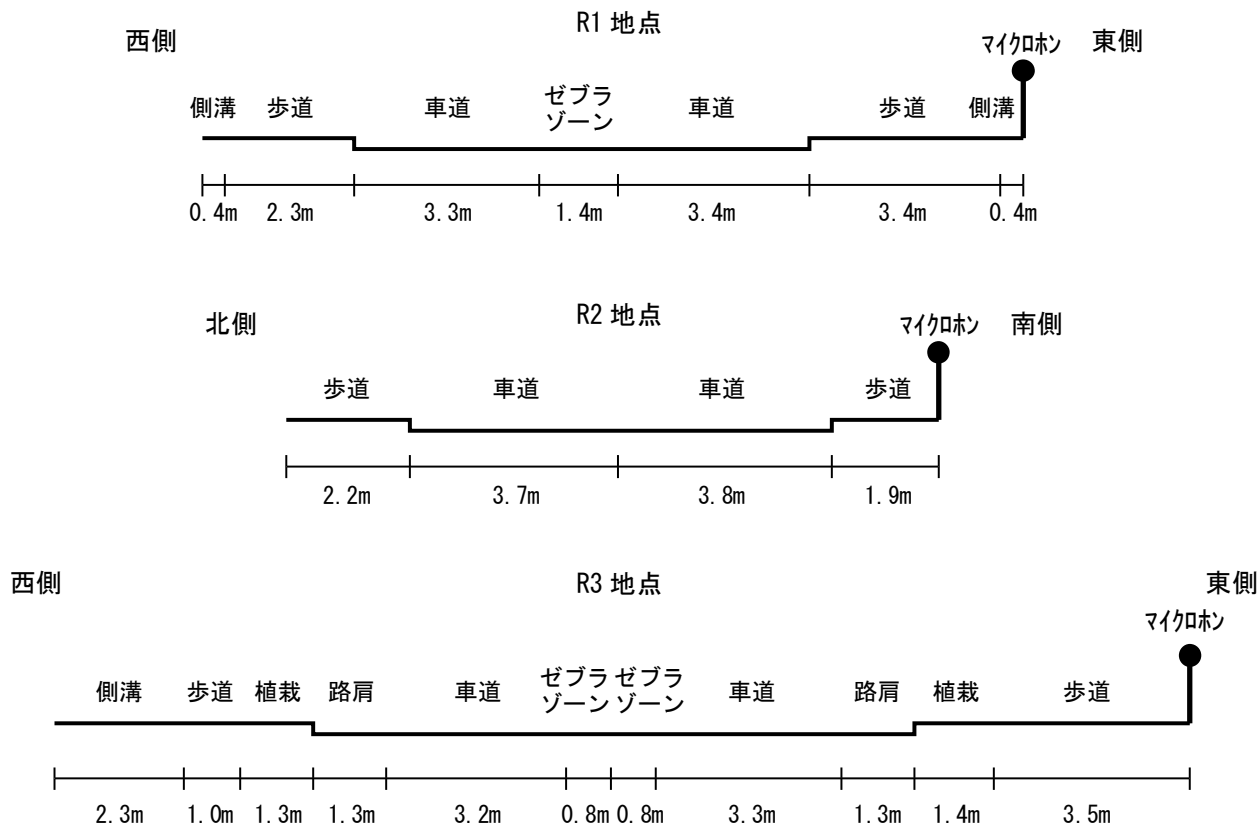 R1 地点
西側
マイクロホン 東側
側溝 歩道 車道 ゼブラ
ゾーン 車道 歩道 側溝
0.4m 2.3m 3.3m 1.4m 3.4m 3.4m 0.4m
R2 地点
北側
マイクロホン 南側
歩道 車道 車道 歩道
2.2m 3.7m 3.8m 1.9m
西側 R3 地点 東側
マイクロホン
側溝 歩道 植栽 路肩 車道 ゼブラ
ゾーン ゼブラ
ゾーン 車道 路肩 植栽 歩道
2.3m 1.0m 1.3m 1.3m 3.2m 0.8m 0.8m 3.3m 1.3m 1.4m 3.5m